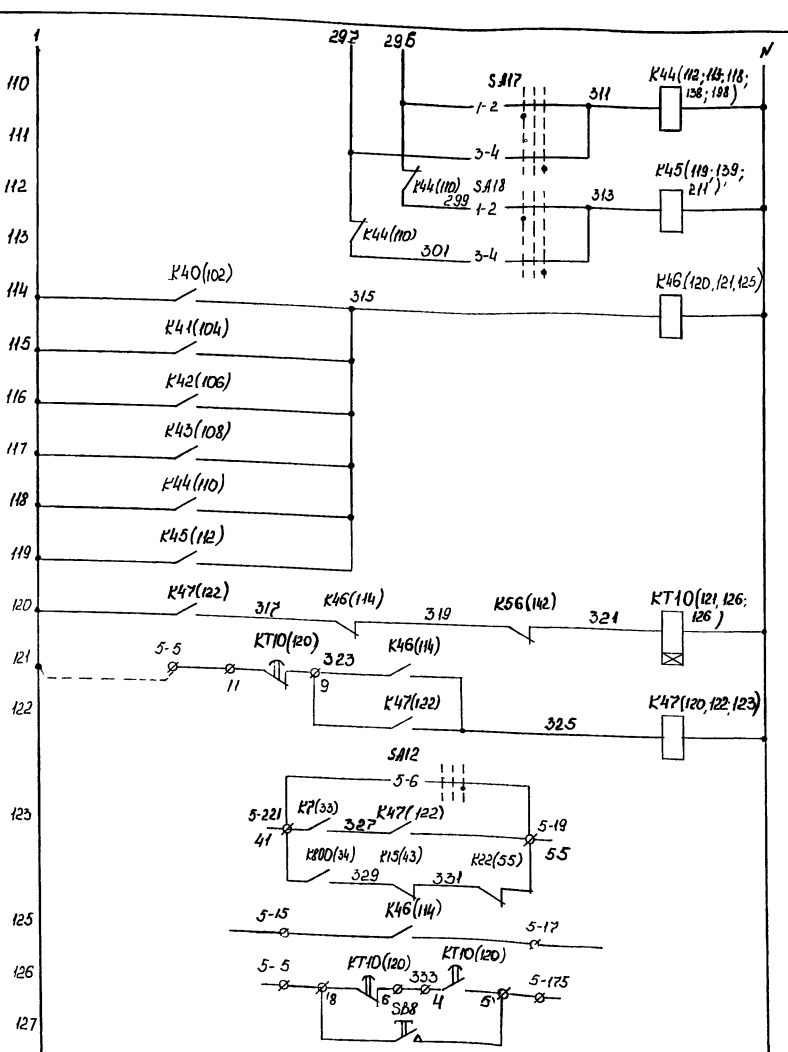 1 297 295 N
110 SA17 1-2 311 K44(112; 113; 118;
138; 198)
111 3-4
112 K44(110) SA18 299 1-2 313 K45(119; 139;
211)
113 K44(110) 301 3-4
114 K40(102) 315 K46(120, 121, 125)
115 K41(104)
116 K42(106)
117 K43(108)
118 K44(110)
119 K45(112)
120 K47(122) 317 K46(114) 319 K56(142) 321 KT10(121, 126;
126)
121 5-5 11 KT10(120) 323 9 K46(114)
122 K47(122) 325 K47(120, 122; 123)
SA12
5-6
123 5-221 41 K7(33) 327 K47(122) 5-19 55
K800(34) 329 K15(43) 331 K22(55)
125 5-15 K46(114) 5-17
126 5-5 18 KT10(120) 6 333 4 KT10(120) 5 5-175
127 SB8